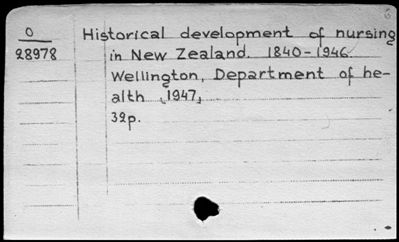 0
28978
Historical development of nursing
in New Zealand. 1840-1946.
Wellington, Department of he-
alth [1947]
32p.